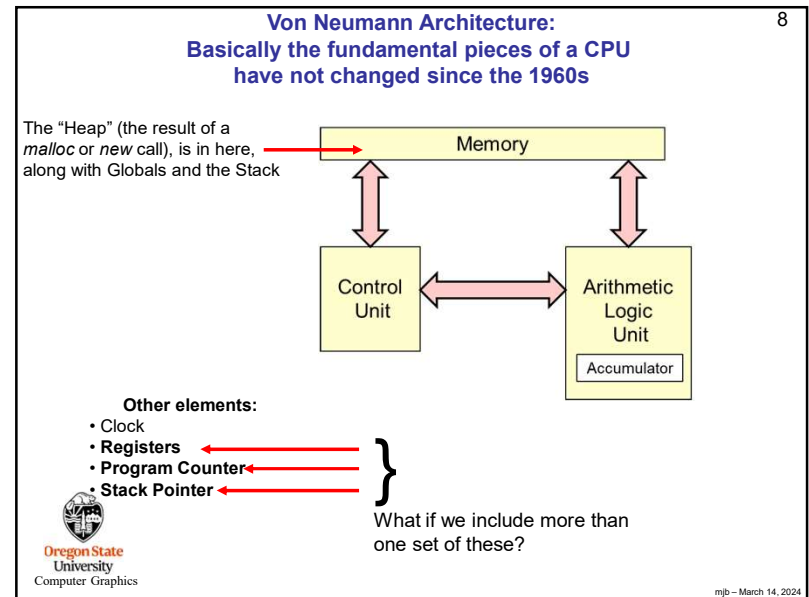 Von Neumann Architecture:
Basically the fundamental pieces of a CPU
have not changed since the 1960s
8
The “Heap” (the result of a
malloc or new call), is in here,
along with Globals and the Stack
Memory
Control
Unit
Arithmetic
Logic
Unit
Accumulator
Other elements:
• Clock
• Registers
• Program Counter
• Stack Pointer
}
What if we include more than
one set of these?
Oregon State
University
Computer Graphics
mjb – March 14, 2024